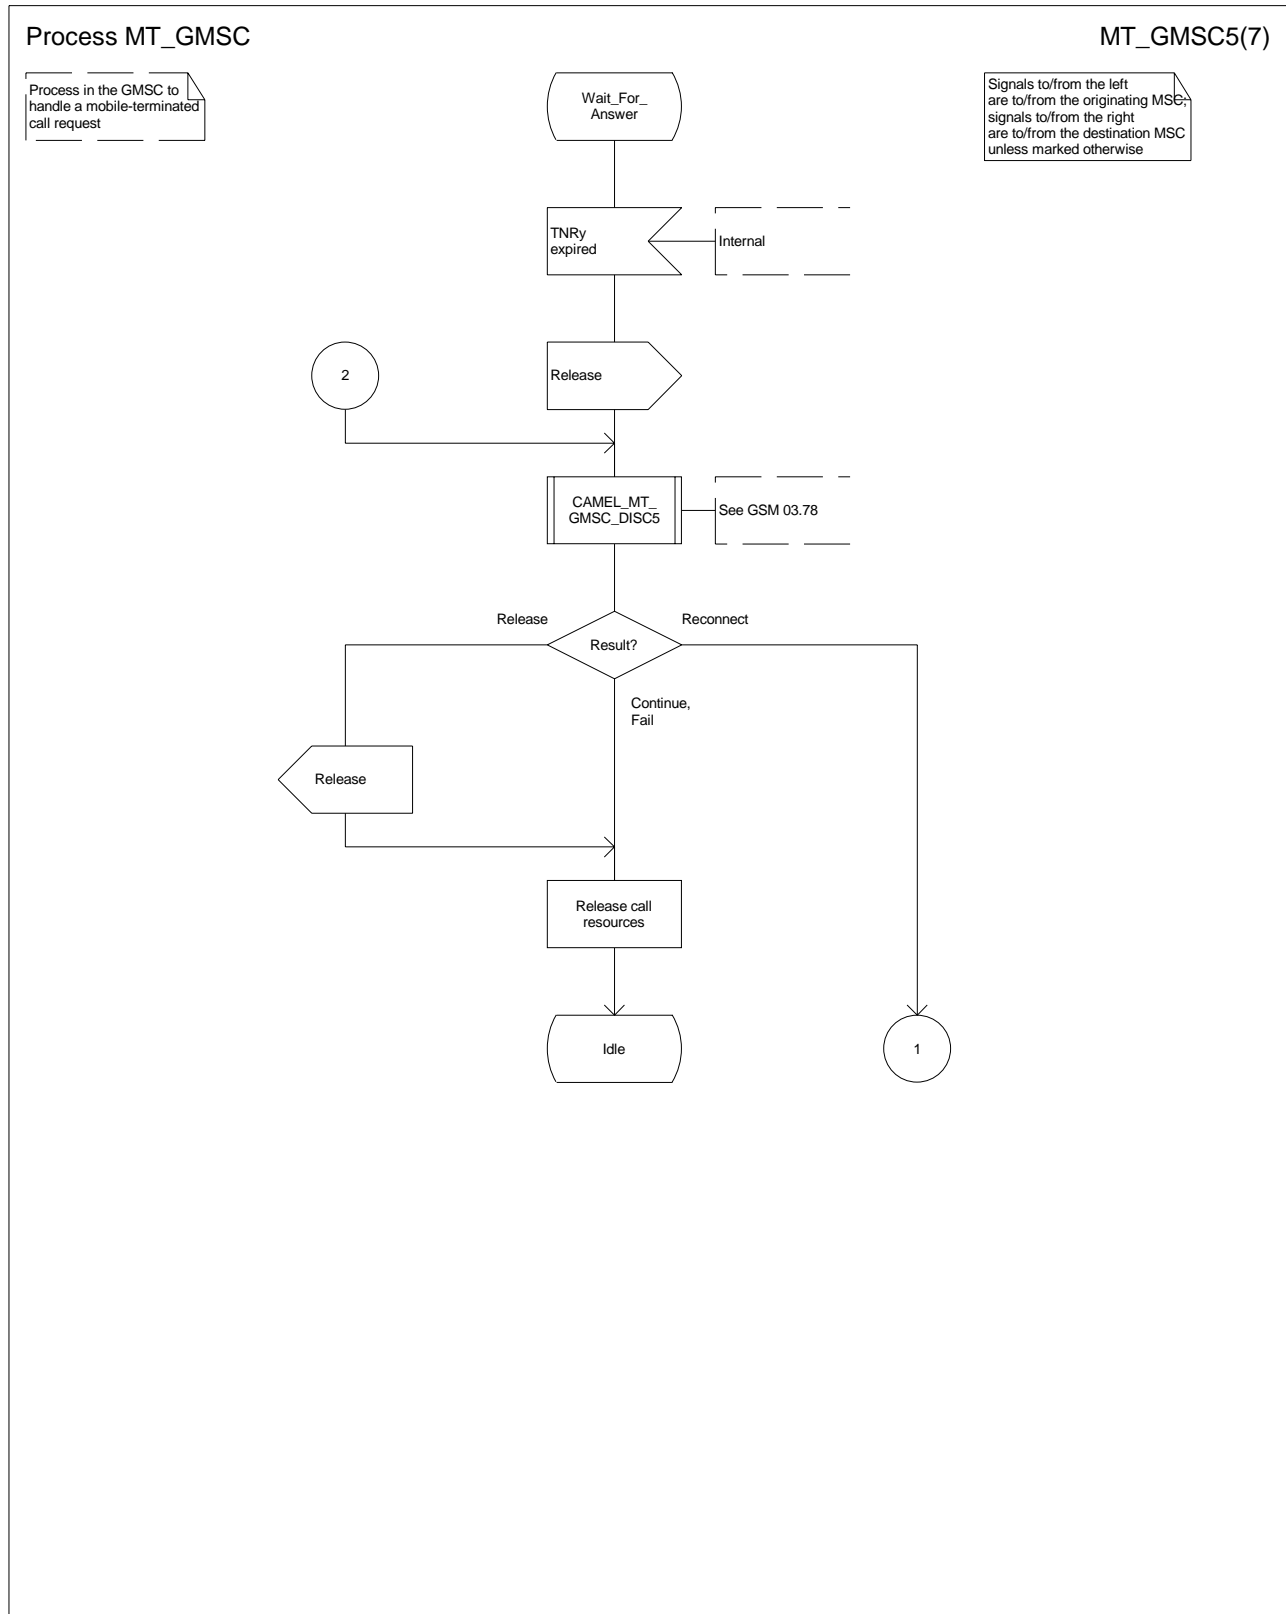 Process MT_GMSC
MT_GMSC5(7)
Process in the GMSC to
handle a mobile-terminated
call request
Signals to/from the left
are to/from the originating MSC;
signals to/from the right
are to/from the destination MSC
unless marked otherwise
Wait_For_
Answer
TNRy
expired
Internal
2
Release
CAMEL_MT_
GMSC_DISC5
See GSM 03.78
Release
Reconnect
Result?
Continue,
Fail
Release
Release call
resources
Idle
1